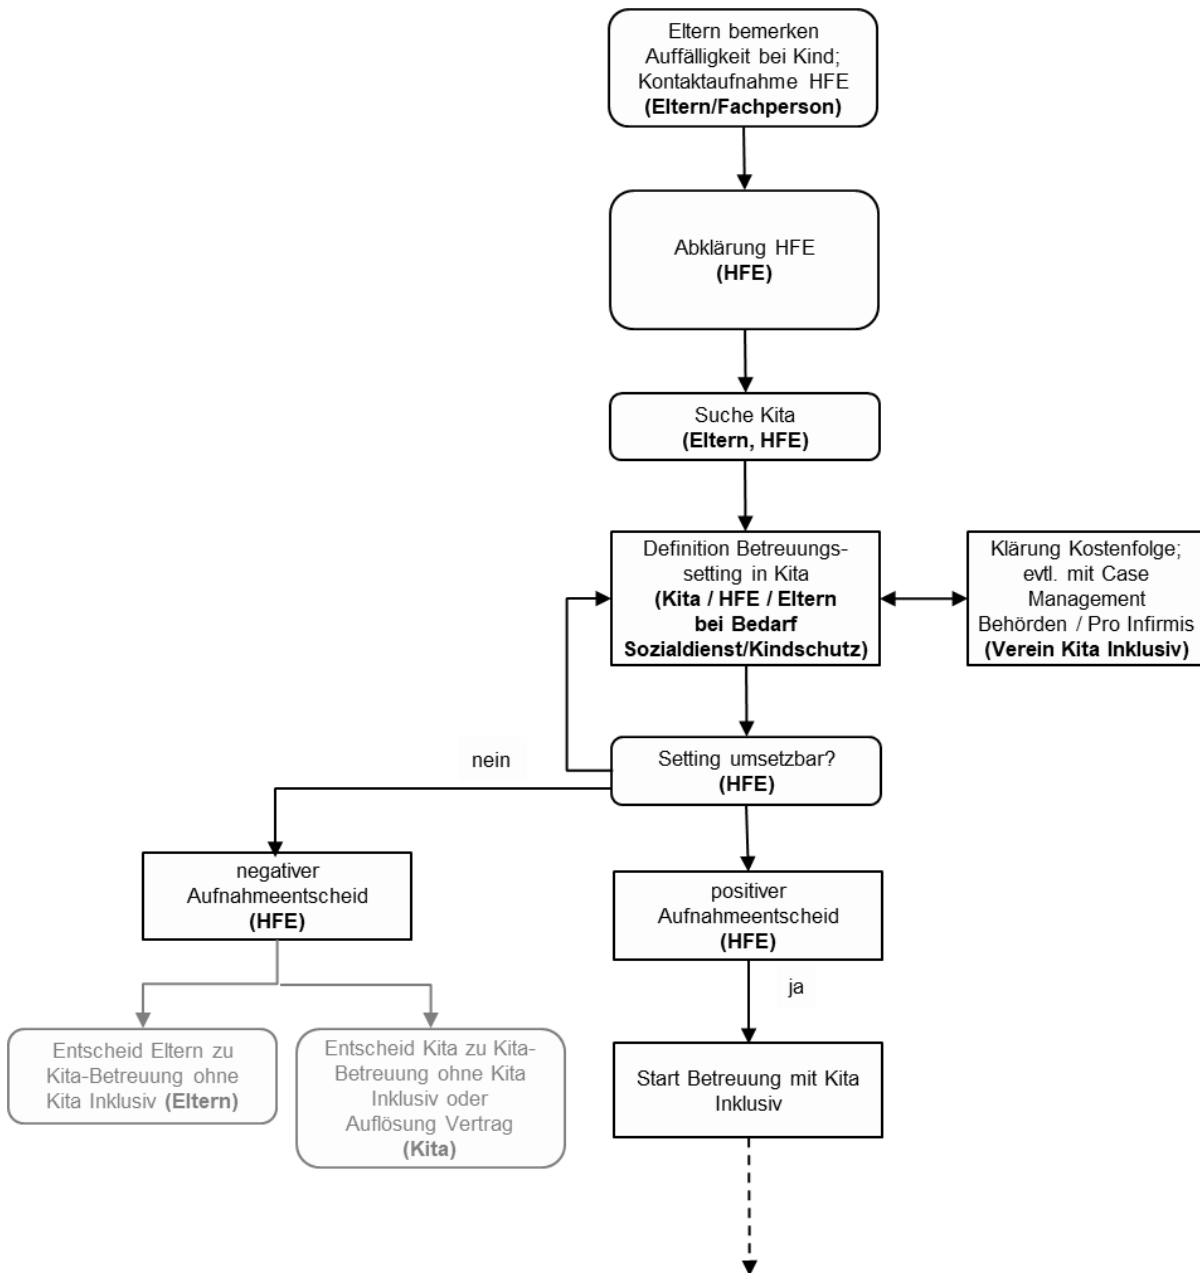 Eltern bemerken
Auffälligkeit bei Kind;
Kontaktaufnahme HFE
(Eltern/Fachperson)
Abklärung HFE
(HFE)
Suche Kita
(Eltern, HFE)
Definition Betreuungs-
setting in Kita
(Kita / HFE / Eltern
bei Bedarf
Sozialdienst/Kindschutz)
Klärung Kostenfolge;
evtl. mit Case
Management
Behörden / Pro Infirmis
(Verein Kita Inklusiv)
nein
Setting umsetzbar?
(HFE)
negativer
Aufnahmeentscheid
(HFE)
positiver
Aufnahmeentscheid
(HFE)
ja
Entscheid Eltern zu
Kita-Betreuung ohne
Kita Inklusiv (Eltern)
Entscheid Kita zu Kita-
Betreuung ohne Kita
Inklusiv oder
Auflösung Vertrag
(Kita)
Start Betreuung mit Kita
Inklusiv